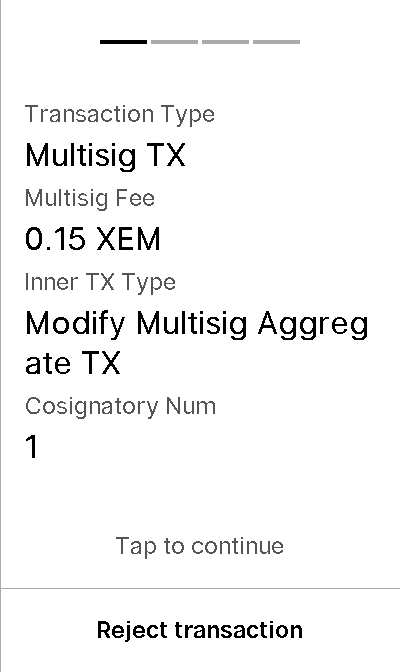 Transaction Type
Multisig TX
Multisig Fee
0.15 XEM
Inner TX Type
Modify Multisig Aggreg
ate TX
Cosignatory Num
1
Tap to continue
Reject transaction